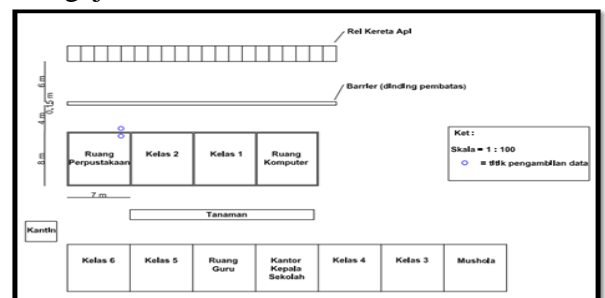 Rel Kereta Api
6 m
Barrier (dinding pembatas)
0,15 m
4 m
8 m
Ruang
Perpustakaan
Kelas 2
Kelas 1
Ruang
Komputer
Ket :
Skala = 1 : 100
= titik pengambilan data
7 m
Tanaman
Kantin
Kelas 6
Kelas 5
Ruang
Guru
Kantor
Kepala
Sekolah
Kelas 4
Kelas 3
Mushola